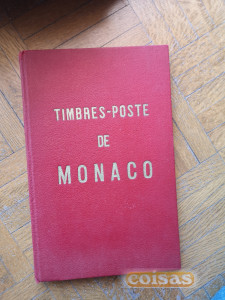 TIMBRES-POSTE
DE
MONACO
coisas